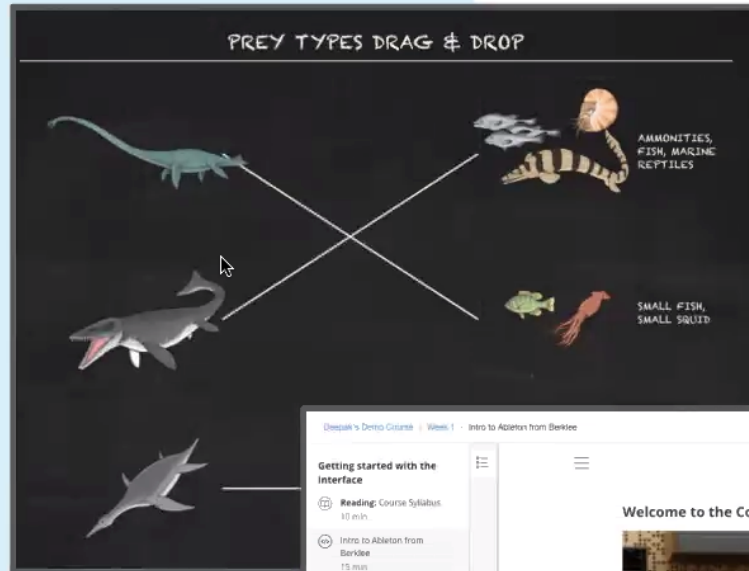 PREY TYPES DRAG & DROP
AMMONITIES,
FISH, MARINE
REPTILES
SMALL FISH,
SMALL SQUID
Deepak's Demo Course › Week 1 › Intro to Ableton from Berklee
Getting started with the
Interface
Reading: Course Syllabus
10 min
Intro to Ableton from
Berklee
15 min
Welcome to the Co